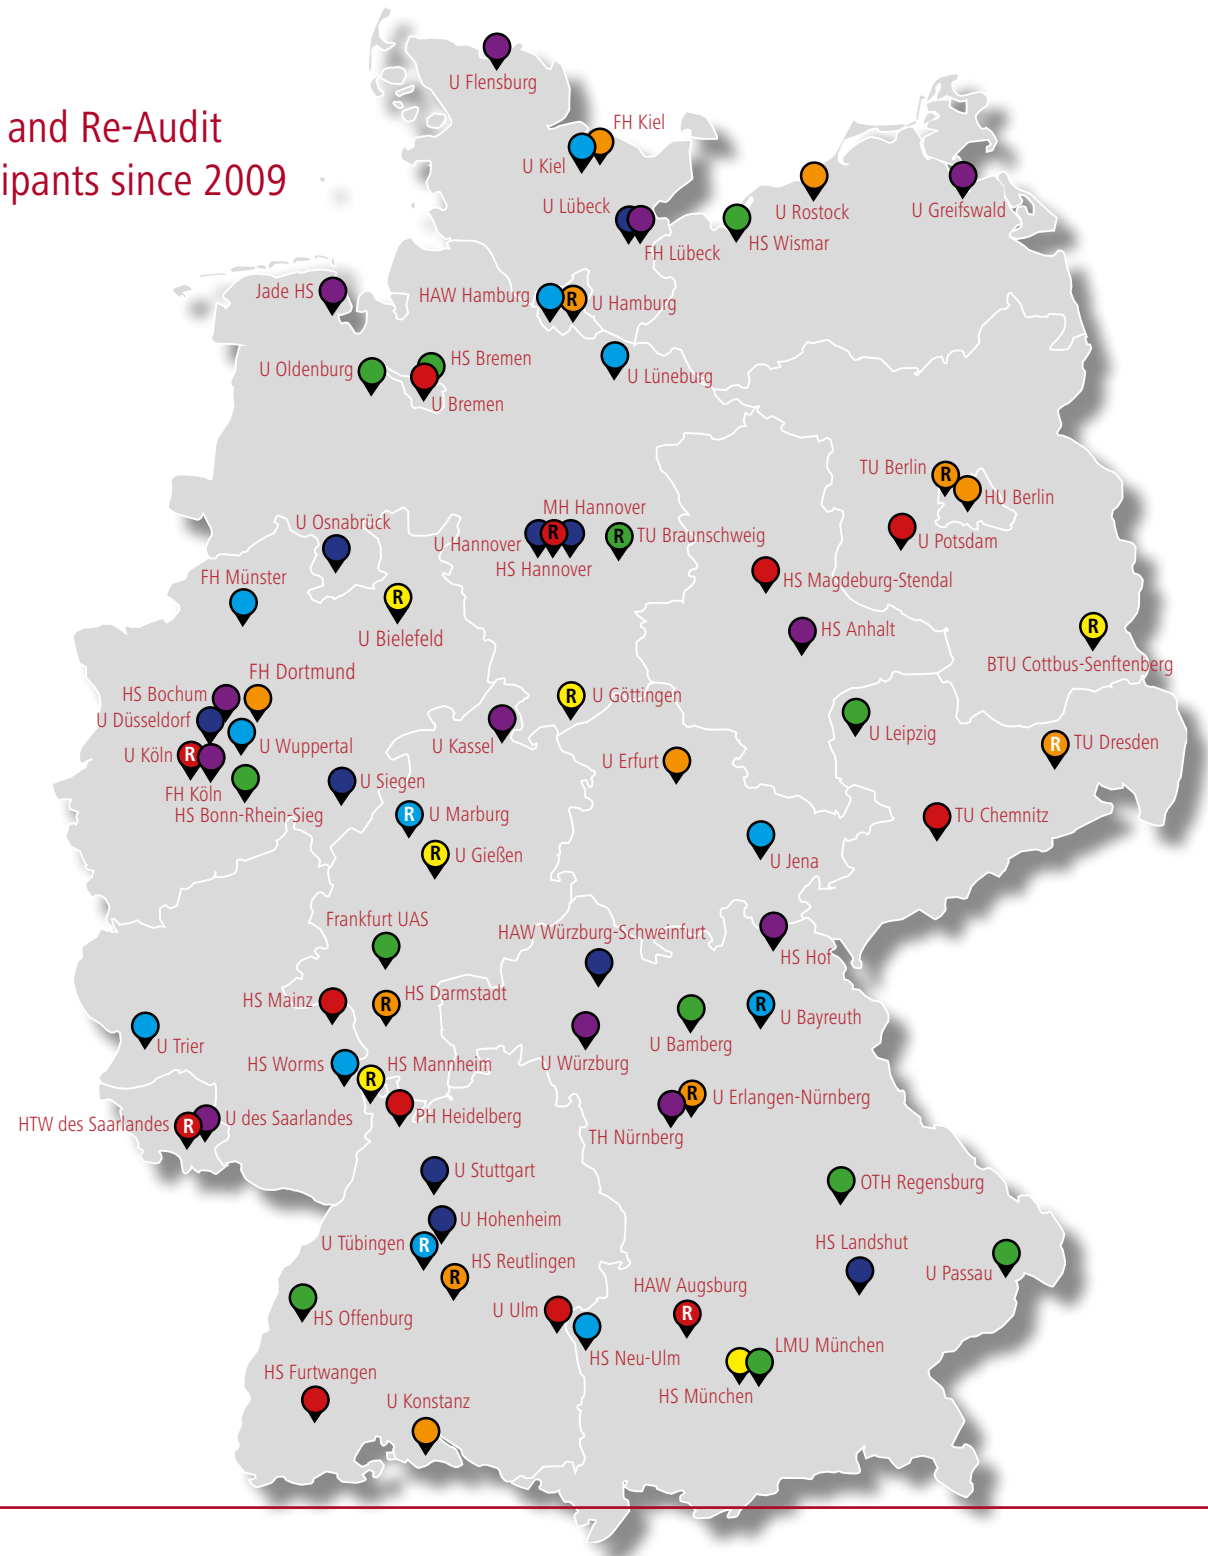 and Re-Audit
ipants since 2009
U Flensburg
FH Kiel
U Kiel
U Lübeck
FH Lübeck
U Rostock
HS Wismar
U Greifswald
Jade HS
HAW Hamburg
R
U Hamburg
U Lüneburg
U Oldenburg
HS Bremen
U Bremen
TU Berlin
R
HU Berlin
U Potsdam
U Osnabrück
MH Hannover
U Hannover
R
HS Hannover
R
TU Braunschweig
HS Magdeburg-Stendal
FH Münster
R
U Bielefeld
HS Anhalt
R
BTU Cottbus-Senftenberg
FH Dortmund
HS Bochum
U Düsseldorf
U Wuppertal
U Köln
R
FH Köln
HS Bonn-Rhein-Sieg
U Kassel
R
U Göttingen
U Leipzig
R
TU Dresden
U Erfurt
U Siegen
R
U Marburg
R
U Gießen
TU Chemnitz
U Jena
Frankfurt UAS
HAW Würzburg-Schweinfurt
HS Hof
HS Mainz
R
HS Darmstadt
R
U Bayreuth
U Trier
U Bamberg
U Würzburg
HS Worms
R
HS Mannheim
R
U Erlangen-Nürnberg
TH Nürnberg
HTW des Saarlandes
R
U des Saarlandes
PH Heidelberg
U Stuttgart
OTH Regensburg
U Hohenheim
U Tübingen
R
HS Landshut
U Passau
R
HS Reutlingen
HAW Augsburg
R
HS Offenburg
U Ulm
HS Neu-Ulm
LMU München
HS München
HS Furtwangen
U Konstanz